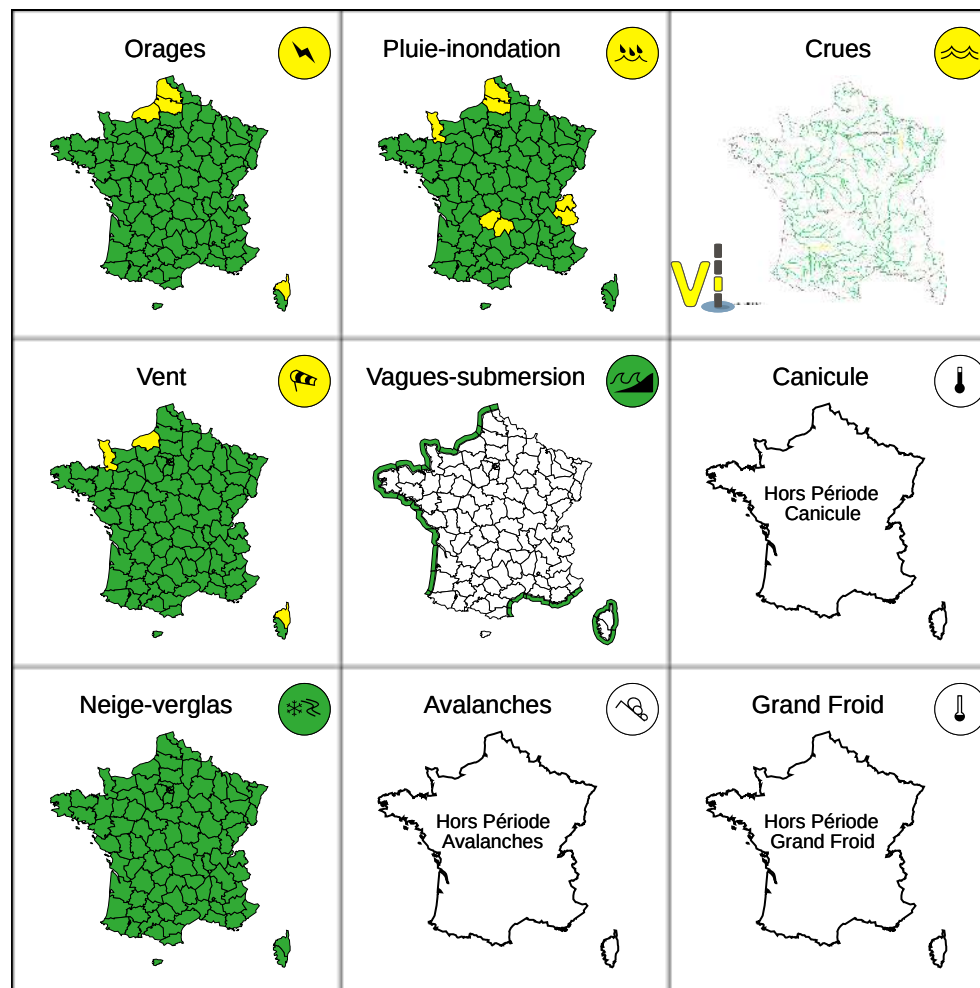 Orages
Pluie-inondation
Crues
Vi
Vent
Vagues-submersion
Canicule
Hors Période
Canicule
Neige-verglas
Avalanches
Hors Période
Avalanches
Grand Froid
Hors Période
Grand Froid